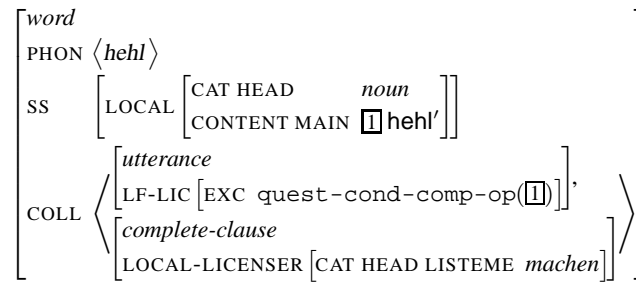 word
PHON ⟨hehl⟩
SS [LOCAL [CAT HEAD noun
CONTENT MAIN [1] hehl′]]
COLL ⟨[utterance
LF-LIC [EXC quest-cond-comp-op([1])]],
[complete-clause
LOCAL-LICENSER [CAT HEAD LISTEME machen]]⟩